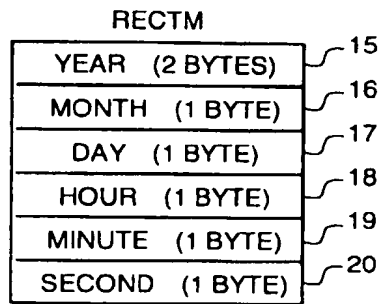 RECTM
YEAR (2 BYTES) 15
MONTH (1 BYTE) 16
DAY (1 BYTE) 17
HOUR (1 BYTE) 18
MINUTE (1 BYTE) 19
SECOND (1 BYTE) 20